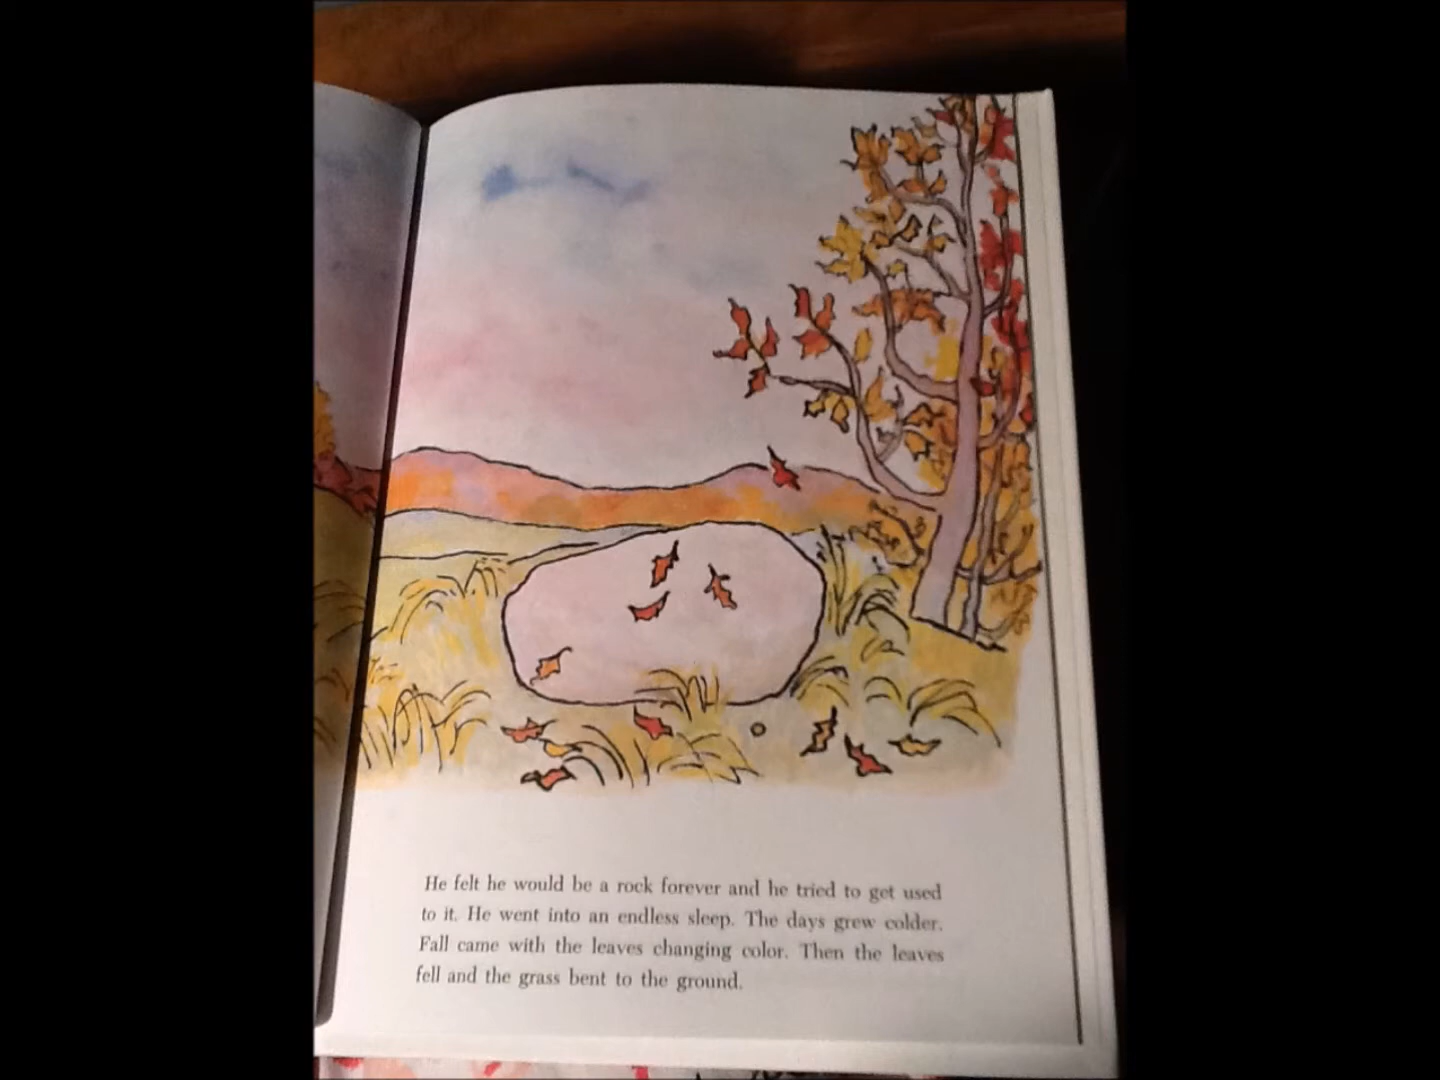 He felt he would be a rock forever and he tried to get used
to it. He went into an endless sleep. The days grew colder.
Fall came with the leaves changing color. Then the leaves
fell and the grass bent to the ground.